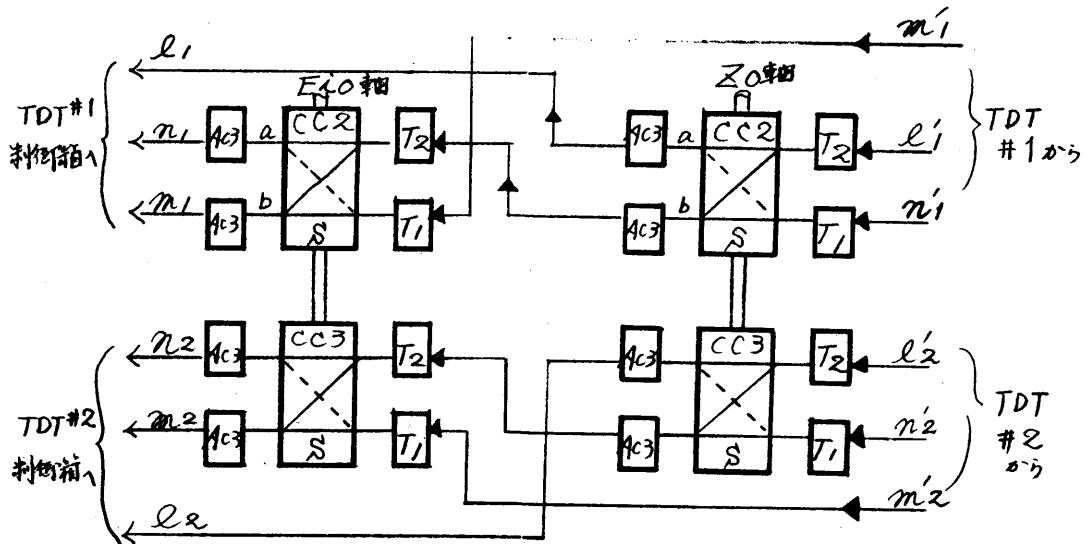 m'1
ℓ1
Ei0軸
Z0軸
TDT#1
制御箱へ
n1
AC3
a
CC2
T2
AC3
a
CC2
T2
ℓ'1
TDT
#1から
m1
AC3
b
S
T1
AC3
b
S
T1
n'1
n2
AC3
CC3
T2
AC3
CC3
T2
ℓ'2
TDT#2
制御箱へ
m2
AC3
S
T1
AC3
S
T1
n'2
TDT
#2
から
m'2
ℓ2